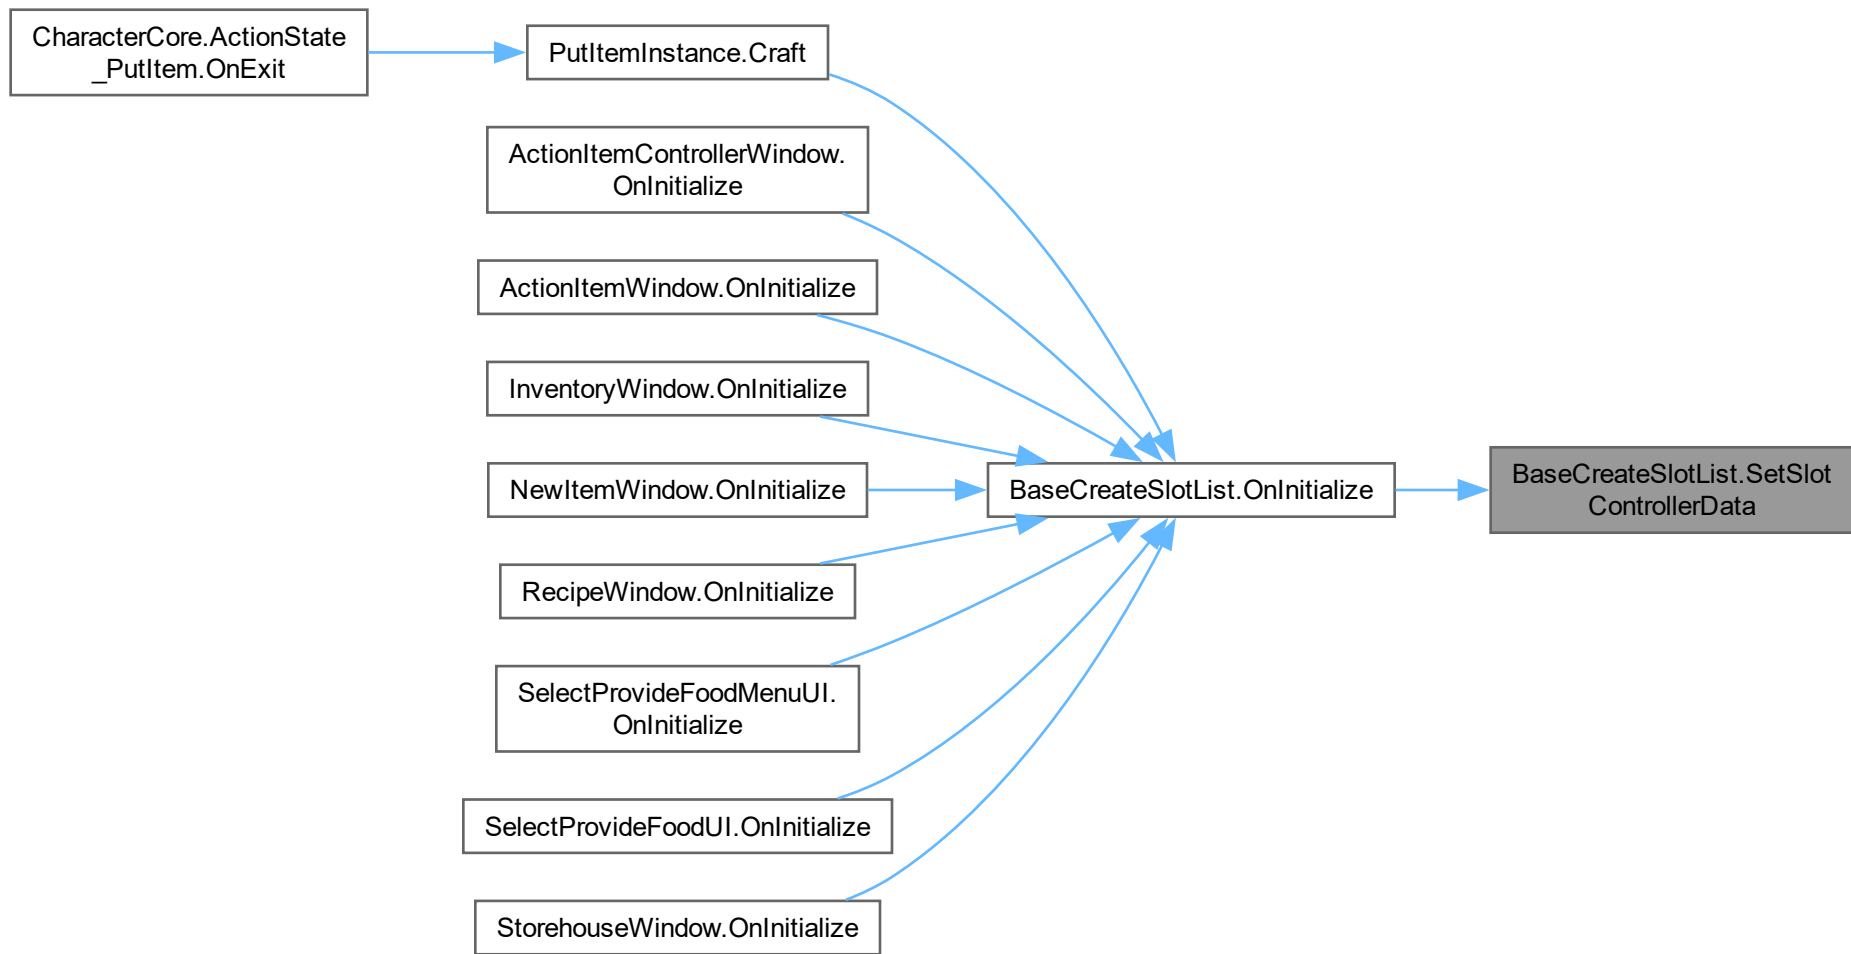 CharacterCore.ActionState
_PutItem.OnExit
PutItemInstance.Craft
ActionItemControllerWindow.
OnInitialize
ActionItemWindow.OnInitialize
InventoryWindow.OnInitialize
NewItemWindow.OnInitialize
RecipeWindow.OnInitialize
SelectProvideFoodMenuUI.
OnInitialize
SelectProvideFoodUI.OnInitialize
StorehouseWindow.OnInitialize
BaseCreateSlotList.OnInitialize
BaseCreateSlotList.SetSlot
ControllerData